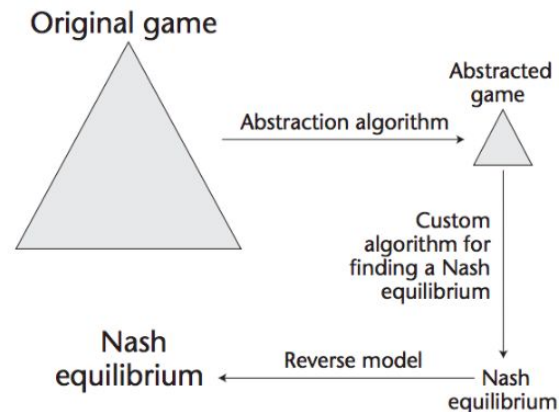 Original game
Abstracted
game
Abstraction algorithm
Custom
algorithm for
finding a Nash
equilibrium
Nash
equilibrium
Reverse model
Nash
equilibrium